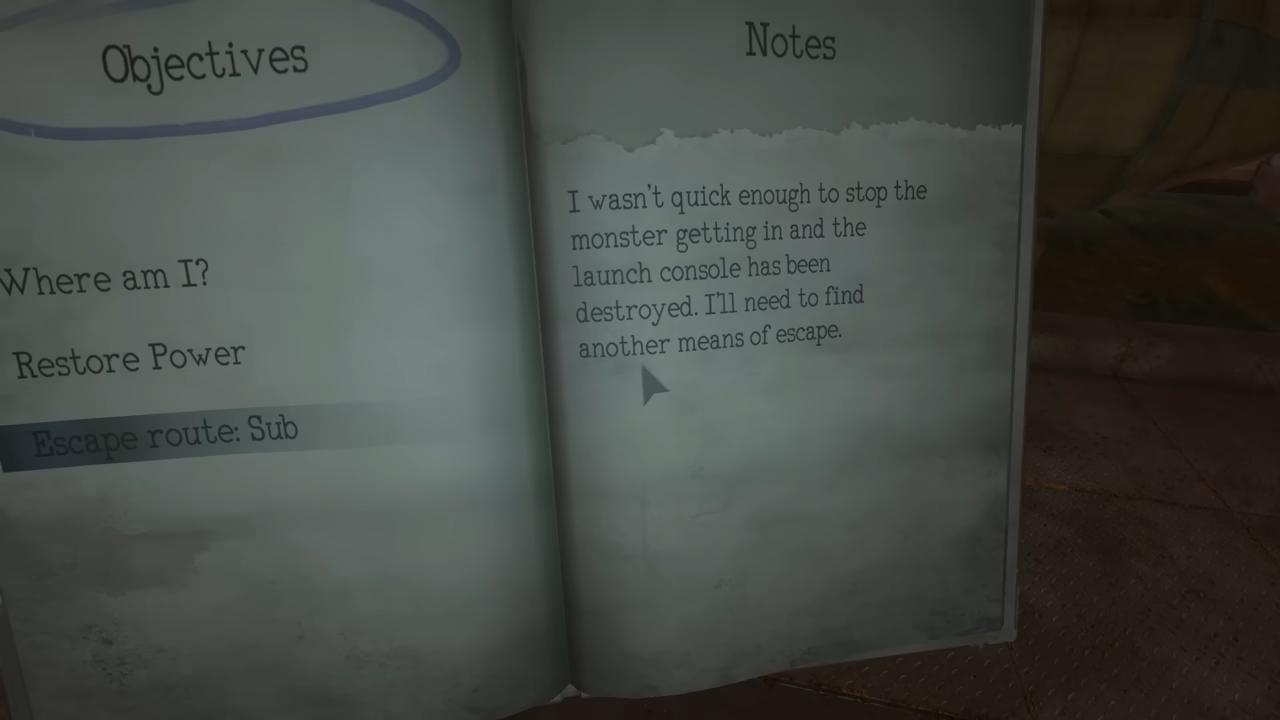 Objectives
Where am I?
Restore Power
Escape route: Sub
Notes
I wasn't quick enough to stop the
monster getting in and the
launch console has been
destroyed. I'll need to find
another means of escape.